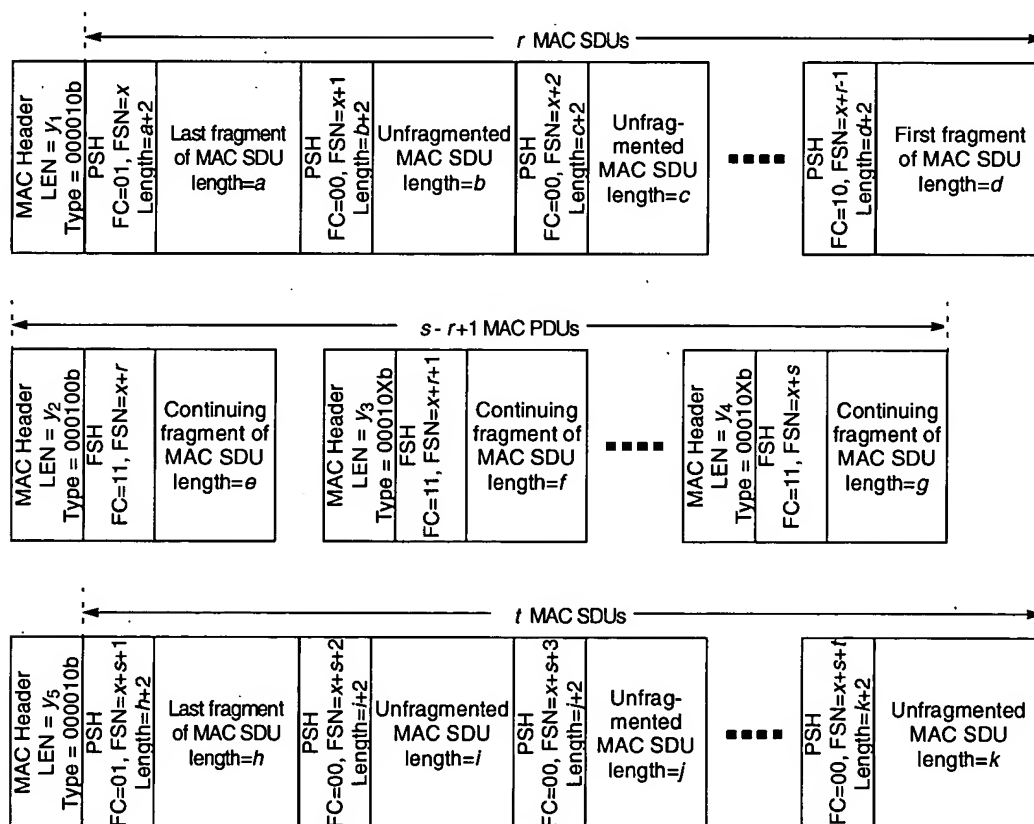 r MAC SDUs
MAC Header
LEN = y1
Type = 000010b
PSH
FC=01, FSN=x
Length=a+2
Last fragment
of MAC SDU
length=a
PSH
FC=00, FSN=x+1
Length=b+2
Unfragmented
MAC SDU
length=b
PSH
FC=00, FSN=x+2
Length=c+2
Unfrag-
mented
MAC SDU
length=c
PSH
FC=10, FSN=x+r-1
Length=d+2
First fragment
of MAC SDU
length=d
s - r+1 MAC PDUs
MAC Header
LEN = y2
Type = 000100b
FSH
FC=11, FSN=x+r
Continuing
fragment of
MAC SDU
length=e
MAC Header
LEN = y3
Type = 00010Xb
FSH
FC=11, FSN=x+r+1
Continuing
fragment of
MAC SDU
length=f
MAC Header
LEN = y4
Type = 00010Xb
FSH
FC=11, FSN=x+s
Continuing
fragment of
MAC SDU
length=g
t MAC SDUs
MAC Header
LEN = y5
Type = 000010b
PSH
FC=01, FSN=x+s+1
Length=h+2
Last fragment
of MAC SDU
length=h
PSH
FC=00, FSN=x+s+2
Length=i+2
Unfragmented
MAC SDU
length=i
PSH
FC=00, FSN=x+s+3
Length=j+2
Unfrag-
mented
MAC SDU
length=j
PSH
FC=00, FSN=x+s+t
Length=k+2
Unfragmented
MAC SDU
length=k